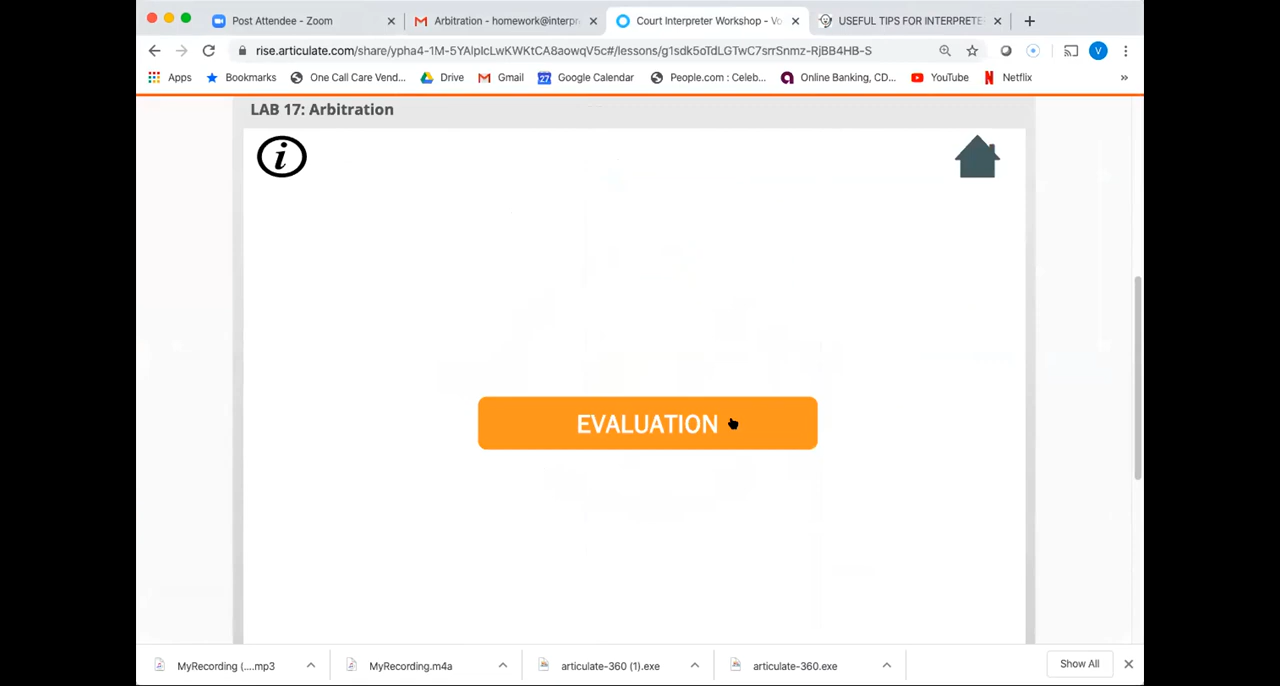 Post Attendee - Zoom
Arbitration - homework@interpr
Court Interpreter Workshop - Vo
USEFUL TIPS FOR INTERPRETE
rise.articulate.com/share/ypha4-1M-5YAlplcLwKWKtCA8aowqV5c#/lessons/g1sdk5oTdLGTwC7srrSnmz-RjBB4HB-S
V
Apps
Bookmarks
One Call Care Vend...
Drive
Gmail
27
Google Calendar
People.com : Celeb...
Online Banking, CD...
YouTube
Netflix
»
LAB 17: Arbitration
i
EVALUATION
MyRecording (....mp3
MyRecording.m4a
articulate-360 (1).exe
articulate-360.exe
Show All